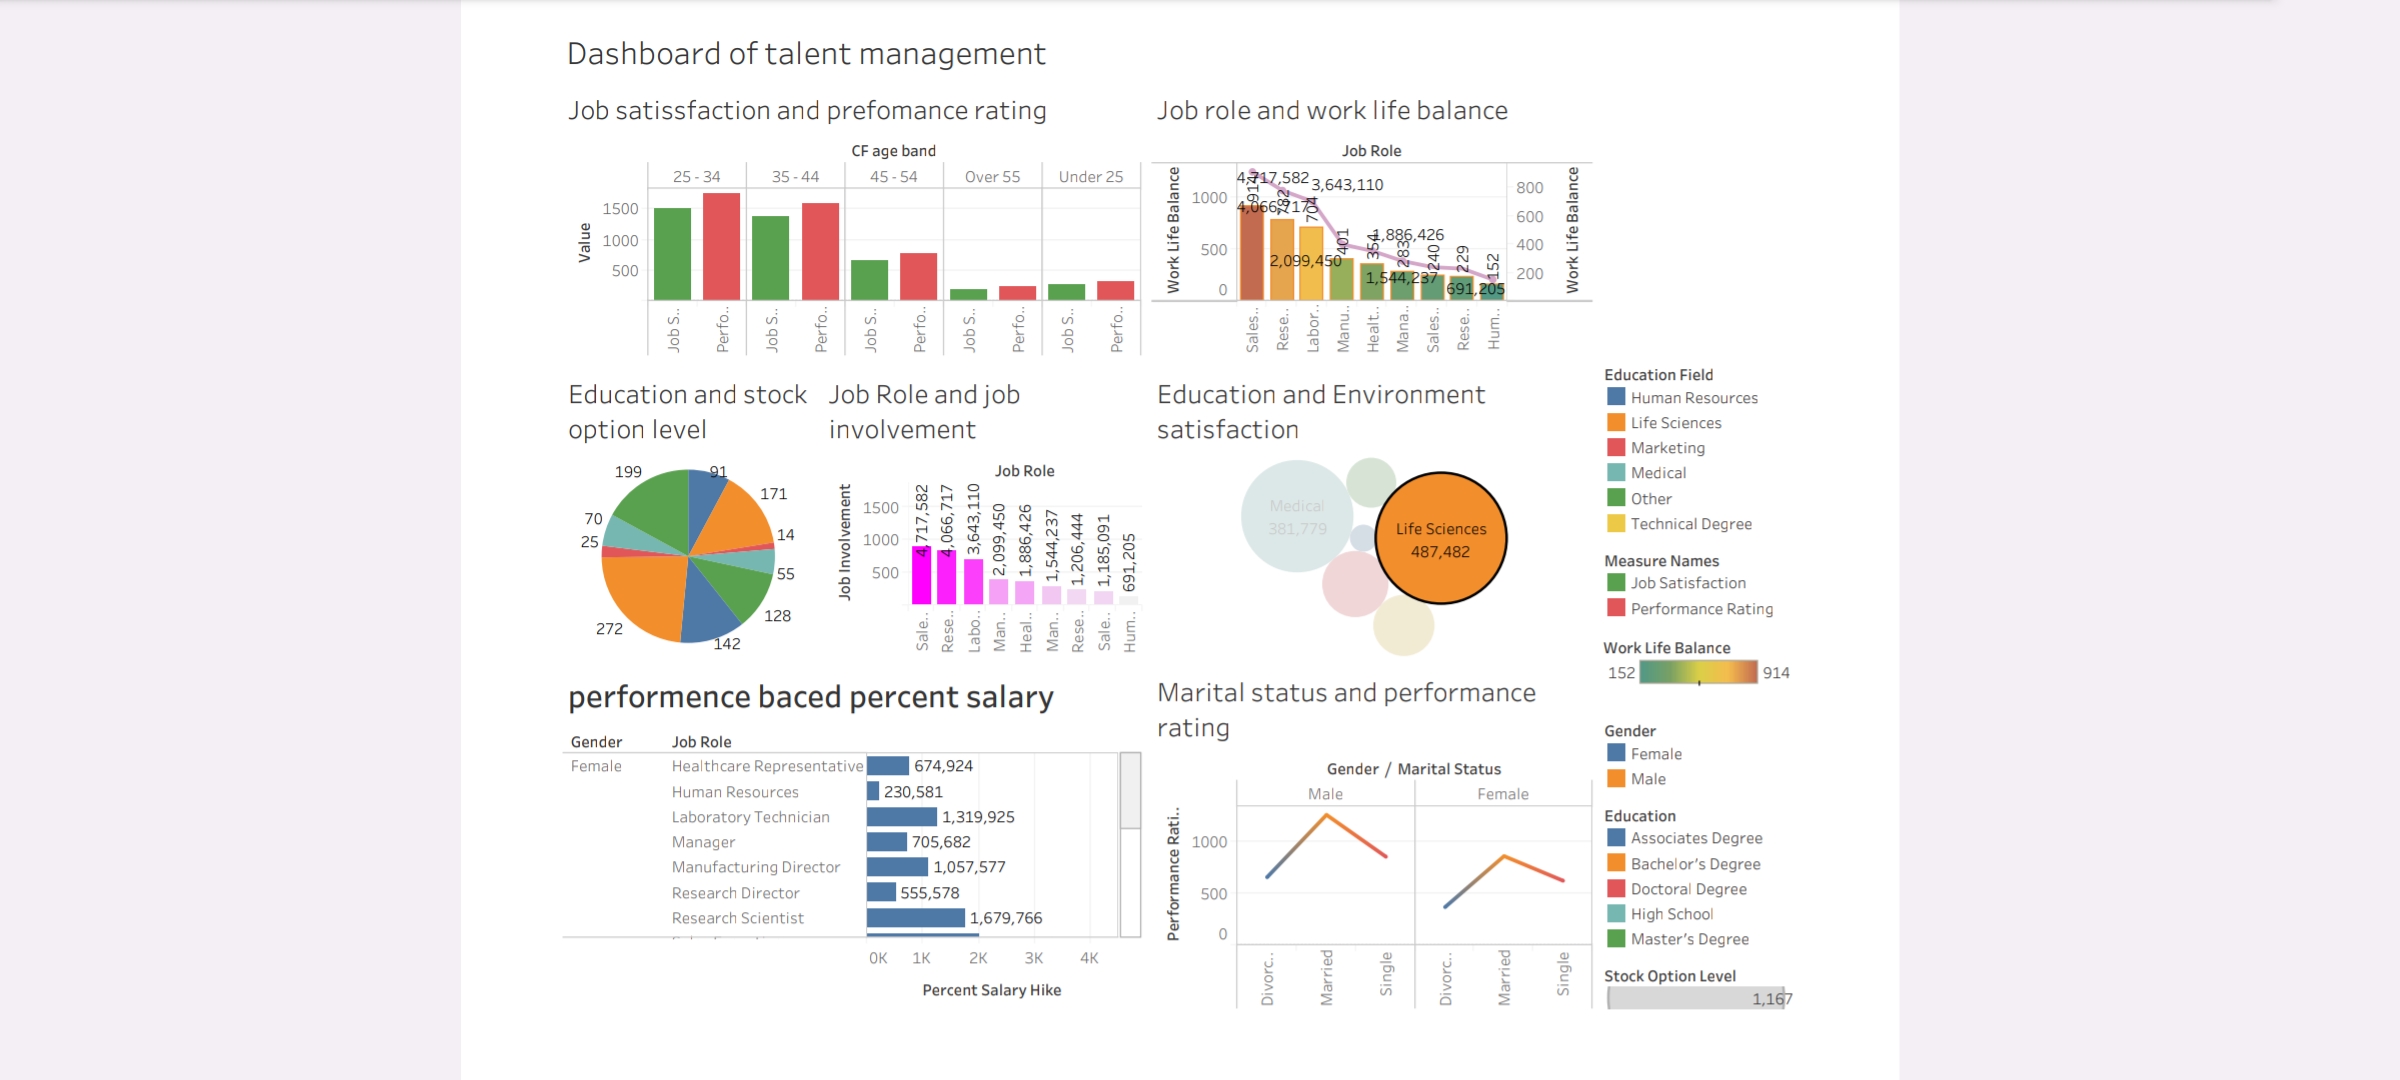 Dashboard of talent management
Job satissfaction and prefomance rating
CF age band
25 - 34
35 - 44
45 - 54
Over 55
Under 25
Value
1500
1000
500
Job S..
Perfo..
Job S..
Perfo..
Job S..
Perfo..
Job S..
Perfo..
Job S..
Perfo..
Job role and work life balance
Job Role
Work Life Balance
1000
500
0
4,717,582
914
4,066,717
782
3,643,110
704
2,099,450
401
1,886,426
354
1,544,237
283
240
229
691,205
152
800
600
400
200
Work Life Balance
Sales..
Rese..
Labor..
Manu..
Healt..
Mana..
Sales..
Rese..
Hum..
Education and stock
option level
199
91
171
14
55
128
142
272
25
70
Job Role and job
involvement
Job Role
Job Involvement
1500
1000
500
4,717,582
4,066,717
3,643,110
2,099,450
1,886,426
1,544,237
1,206,444
1,185,091
691,205
Sale..
Rese..
Labo..
Man..
Heal..
Man..
Rese..
Sale..
Hum..
Education and Environment
satisfaction
Medical
381,779
Life Sciences
487,482
Education Field
Human Resources
Life Sciences
Marketing
Medical
Other
Technical Degree
Measure Names
Job Satisfaction
Performance Rating
Work Life Balance
152
914
Gender
Female
Male
Education
Associates Degree
Bachelor's Degree
Doctoral Degree
High School
Master's Degree
Stock Option Level
1,167
performence baced percent salary
Gender
Job Role
Female
Healthcare Representative
674,924
Human Resources
230,581
Laboratory Technician
1,319,925
Manager
705,682
Manufacturing Director
1,057,577
Research Director
555,578
Research Scientist
1,679,766
0K
1K
2K
3K
4K
Percent Salary Hike
Marital status and performance
rating
Gender / Marital Status
Male
Female
Performance Rati..
1000
500
0
Divorc..
Married
Single
Divorc..
Married
Single